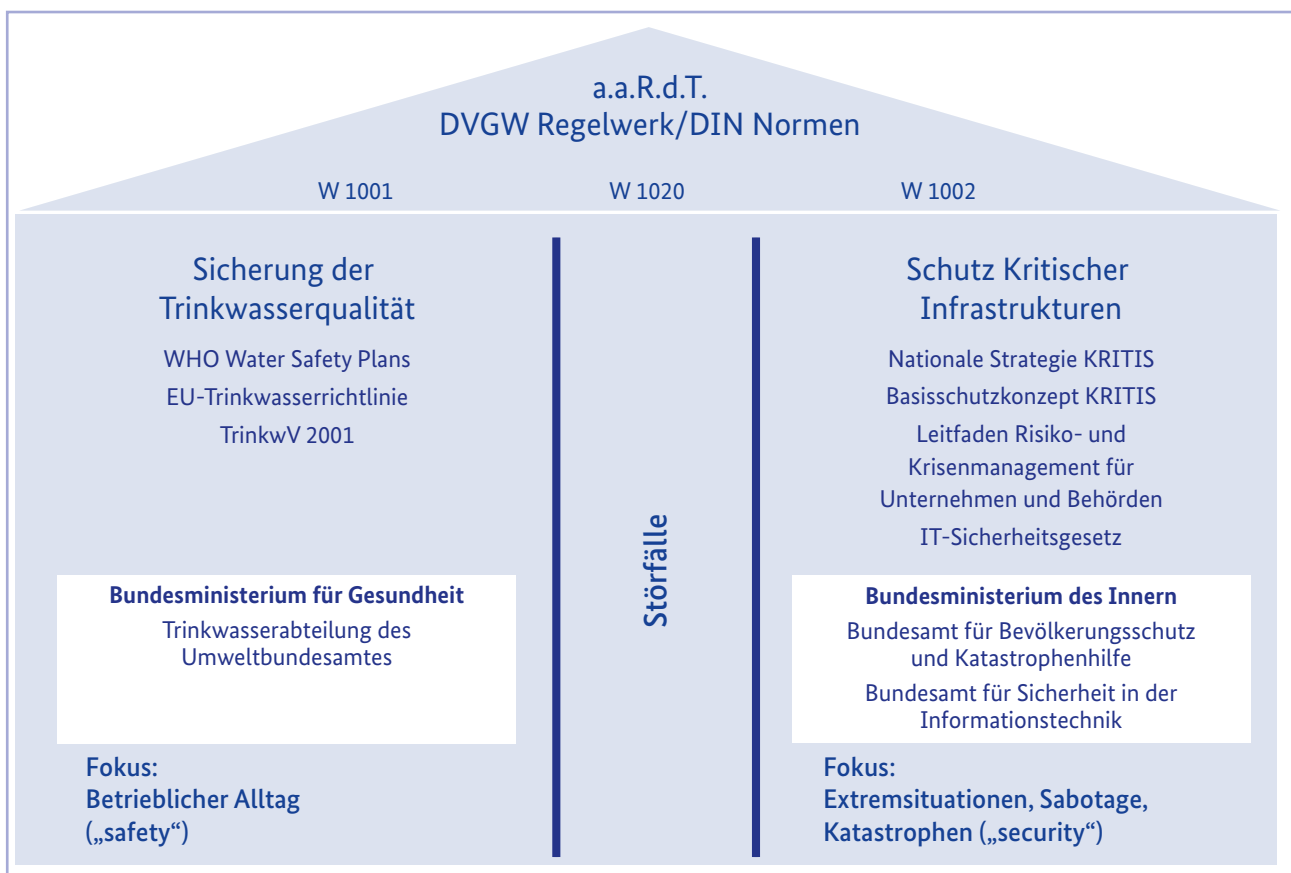 a.a.R.d.T.
DVGW Regelwerk/DIN Normen
W 1001
W 1020
W 1002
Sicherung der
Trinkwasserqualität
WHO Water Safety Plans
EU-Trinkwasserrichtlinie
TrinkwV 2001
Bundesministerium für Gesundheit
Trinkwasserabteilung des
Umweltbundesamtes
Fokus:
Betrieblicher Alltag
(„safety“)
Störfälle
Schutz Kritischer
Infrastrukturen
Nationale Strategie KRITIS
Basisschutzkonzept KRITIS
Leitfaden Risiko- und
Krisenmanagement für
Unternehmen und Behörden
IT-Sicherheitsgesetz
Bundesministerium des Innern
Bundesamt für Bevölkerungsschutz
und Katastrophenhilfe
Bundesamt für Sicherheit in der
Informationstechnik
Fokus:
Extremsituationen, Sabotage,
Katastrophen („security“)